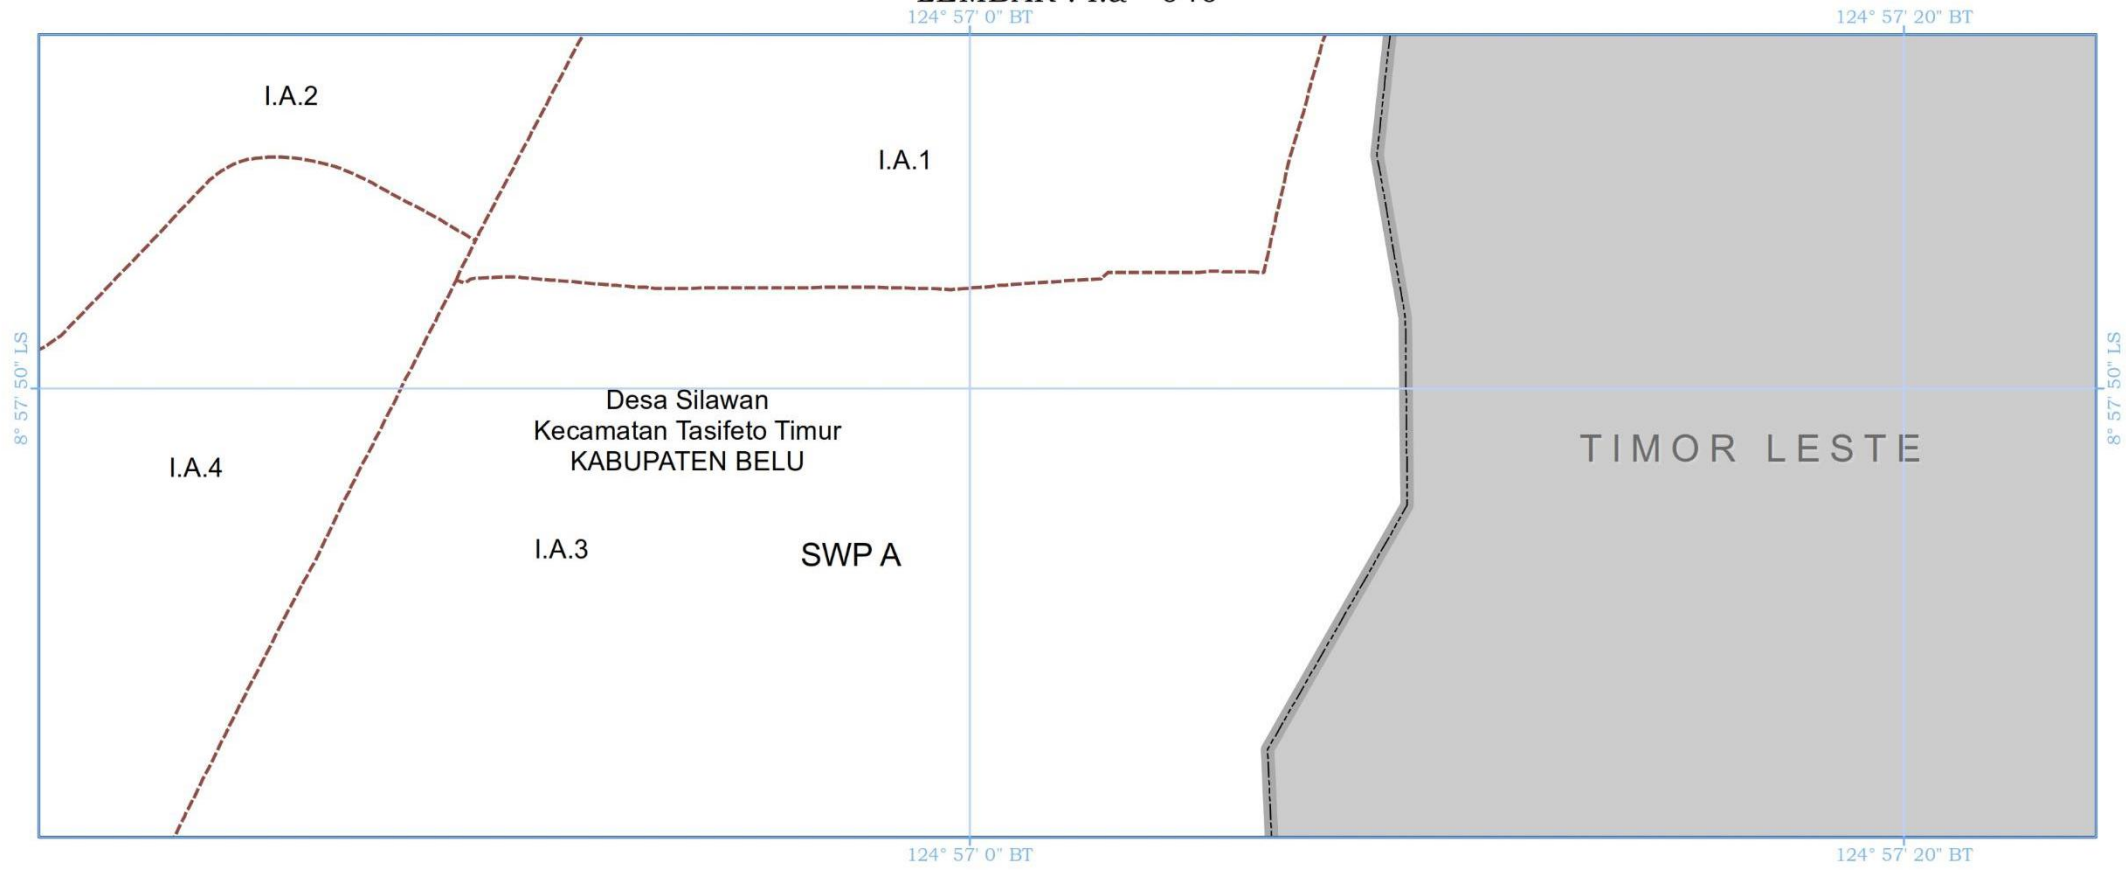 124° 57' 0" BT
124° 57' 20" BT
I.A.2
I.A.1
8° 57' 50" LS
8° 57' 50" LS
Desa Silawan
Kecamatan Tasifeto Timur
KABUPATEN BELU
TIMOR LESTE
I.A.4
I.A.3
SWP A
124° 57' 0" BT
124° 57' 20" BT